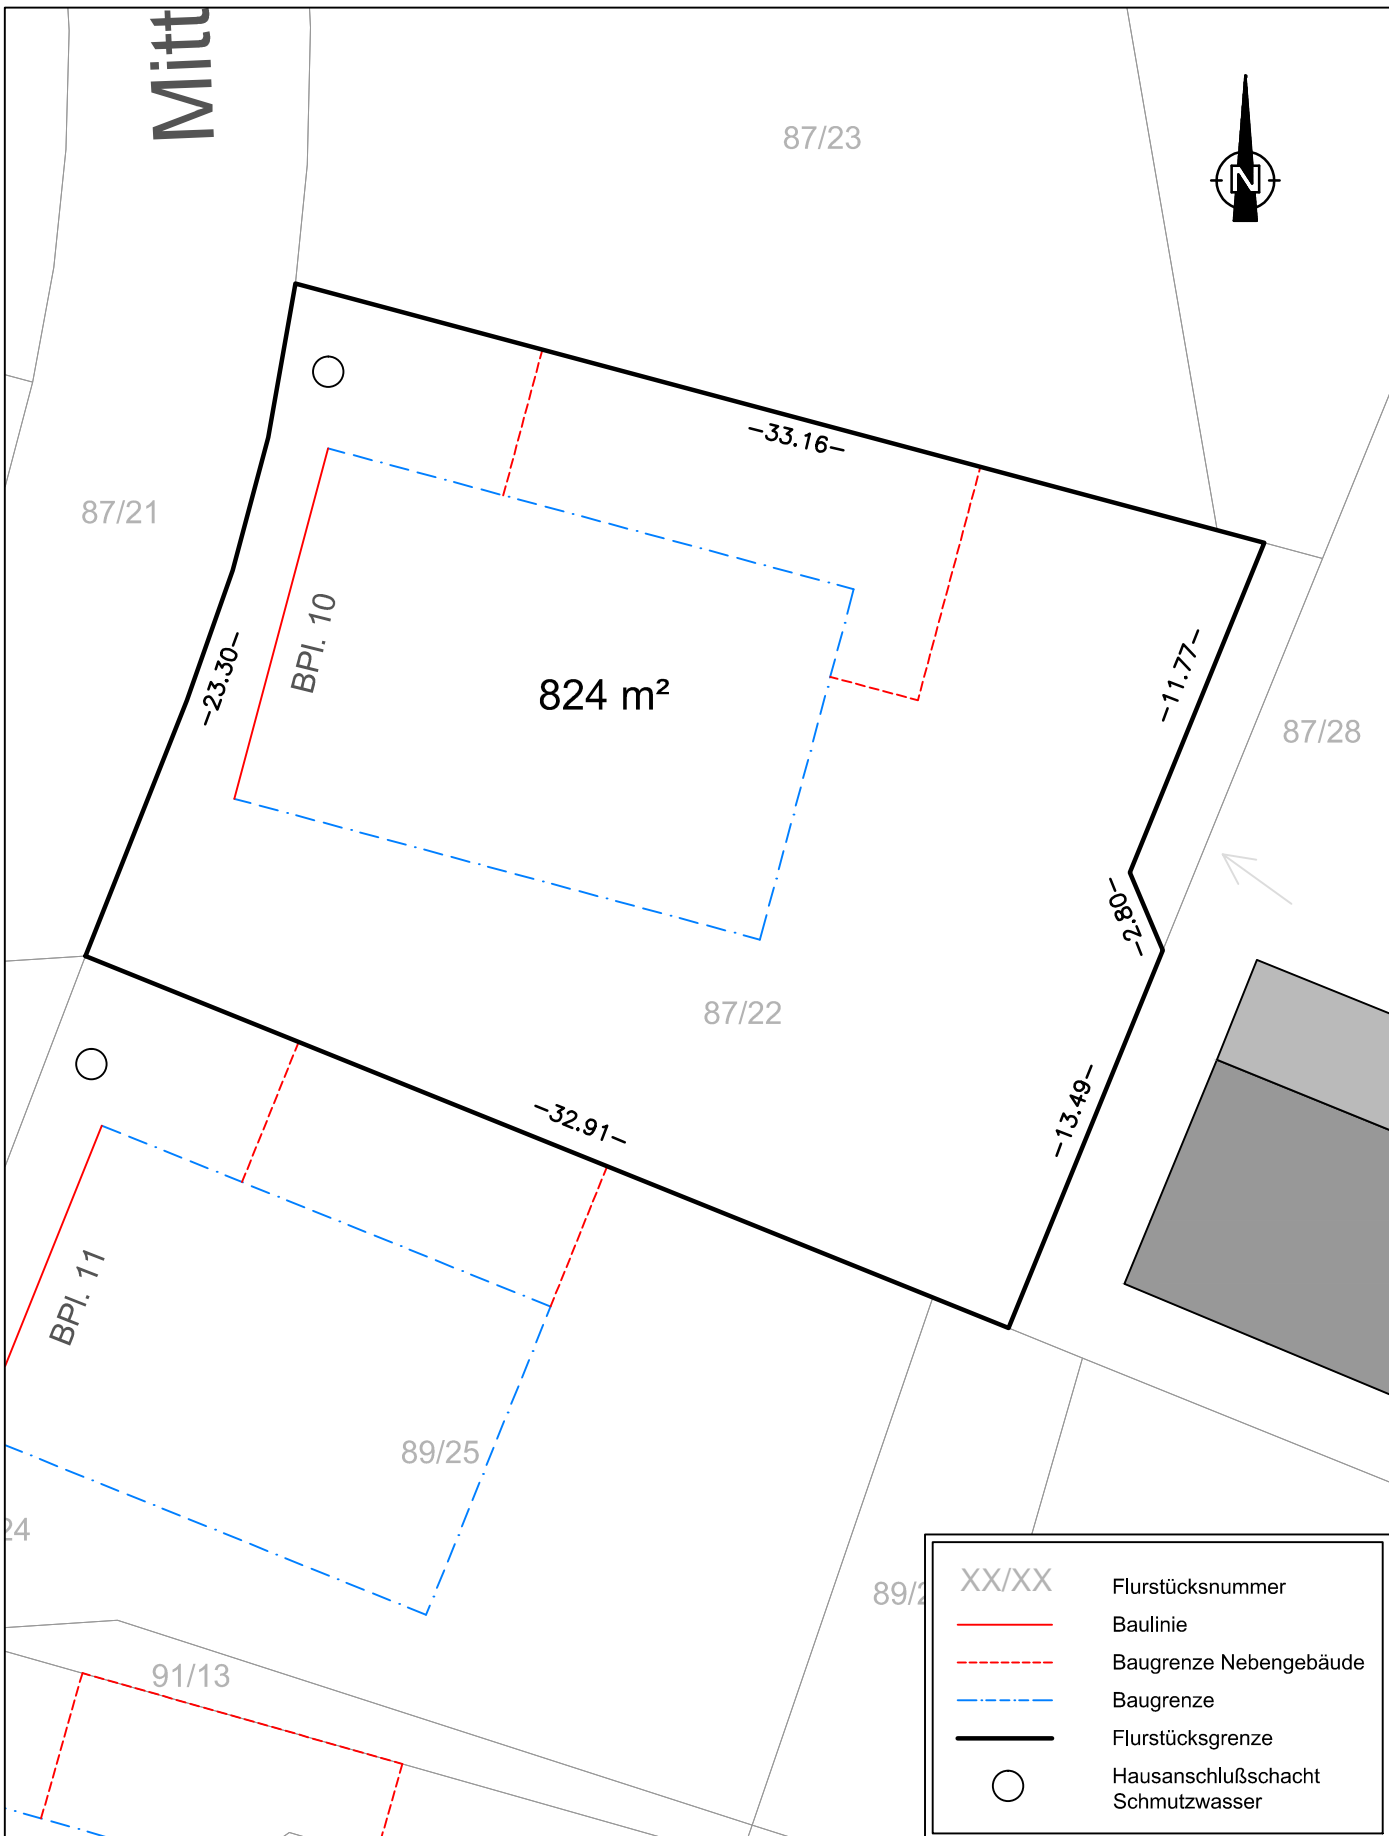 Mitt
87/23
N
-33.16-
87/21
BPl. 10
-23.30-
824 m²
-11.77-
87/28
-2.80-
87/22
-13.49-
-32.91-
BPl. 11
89/25
24
89/2
91/13
XX/XX Flurstücksnummer
Baulinie
Baugrenze Nebengebäude
Baugrenze
Flurstücksgrenze
Hausanschlußschacht
Schmutzwasser